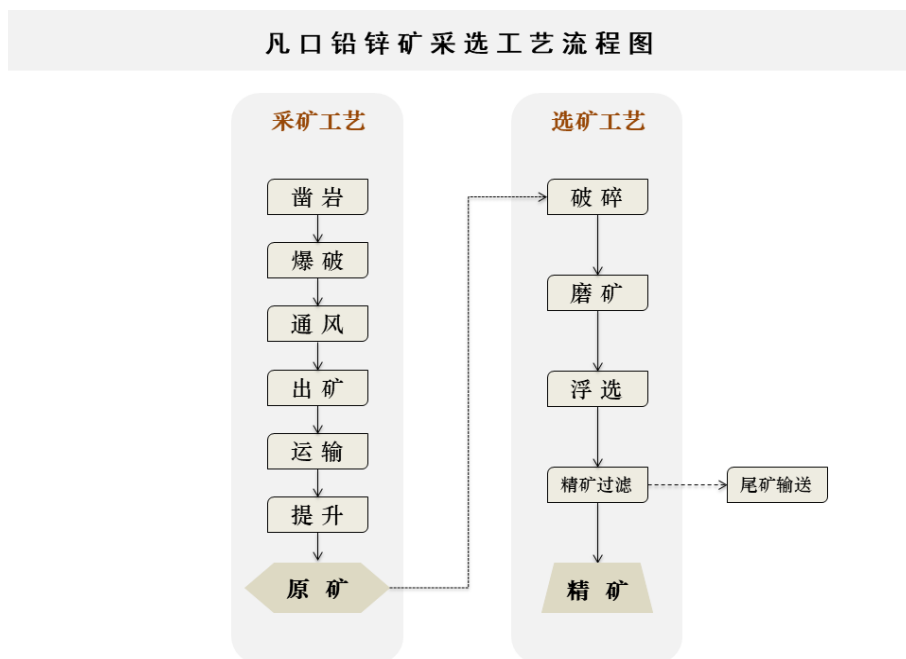 凡口铅锌矿采选工艺流程图
采矿工艺
凿岩
爆破
通风
出矿
运输
提升
原矿
选矿工艺
破碎
磨矿
浮选
精矿过滤
尾矿输送
精矿